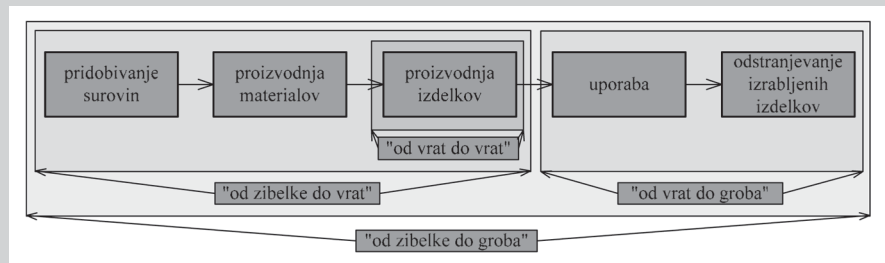 pridobivanje
surovin
proizvodnja
materialov
proizvodnja
izdelkov
uporaba
odstranjevanje
izrabljenih
izdelkov
"od vrat do vrat"
"od zibelke do vrat"
"od vrat do groba"
"od zibelke do groba"